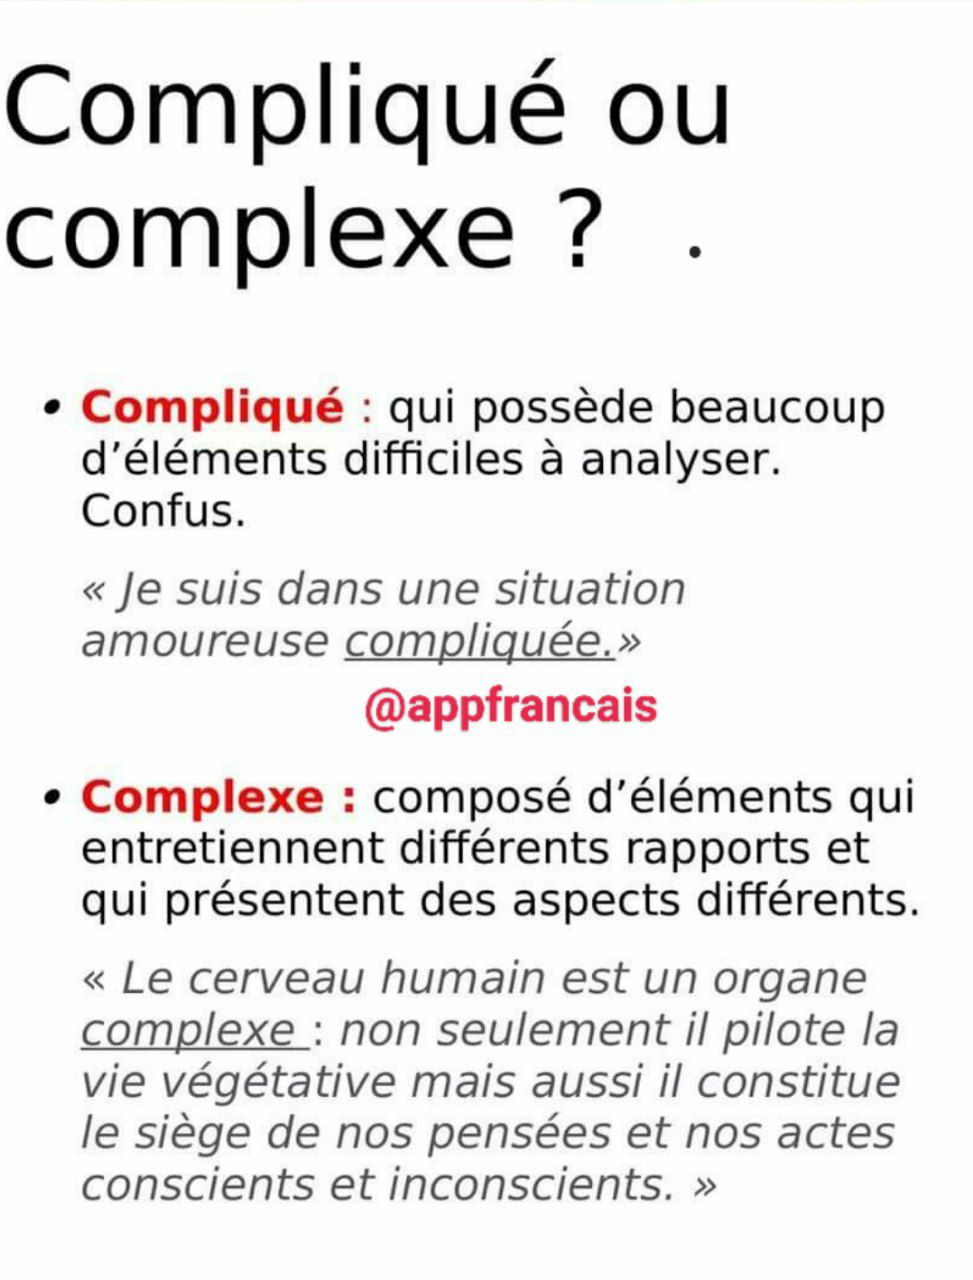 Compliqué ou
complexe ? .
• Compliqué : qui possède beaucoup
d’éléments difficiles à analyser.
Confus.
« Je suis dans une situation
amoureuse compliquée.»
@appfrancais
• Complexe : composé d’éléments qui
entretiennent différents rapports et
qui présentent des aspects différents.
« Le cerveau humain est un organe
complexe : non seulement il pilote la
vie végétative mais aussi il constitue
le siège de nos pensées et nos actes
conscients et inconscients. »